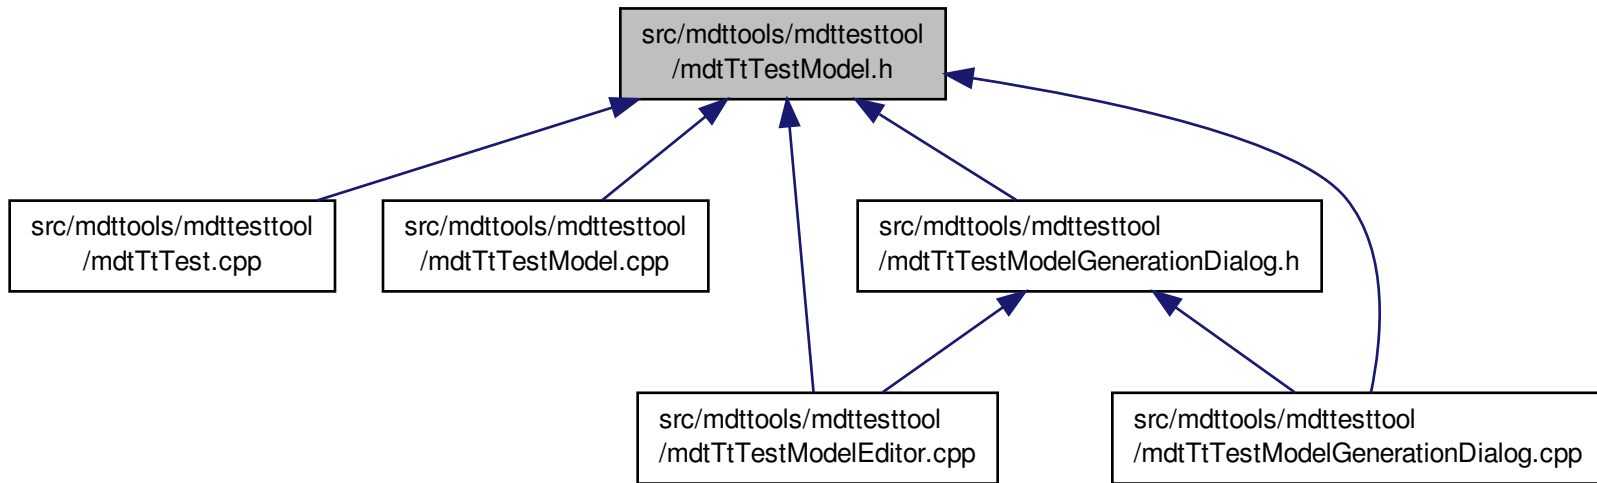 src/mdttools/mdttesttool
/mdtTtTestModel.h
src/mdttools/mdttesttool
/mdtTtTest.cpp
src/mdttools/mdttesttool
/mdtTtTestModel.cpp
src/mdttools/mdttesttool
/mdtTtTestModelGenerationDialog.h
src/mdttools/mdttesttool
/mdtTtTestModelEditor.cpp
src/mdttools/mdttesttool
/mdtTtTestModelGenerationDialog.cpp